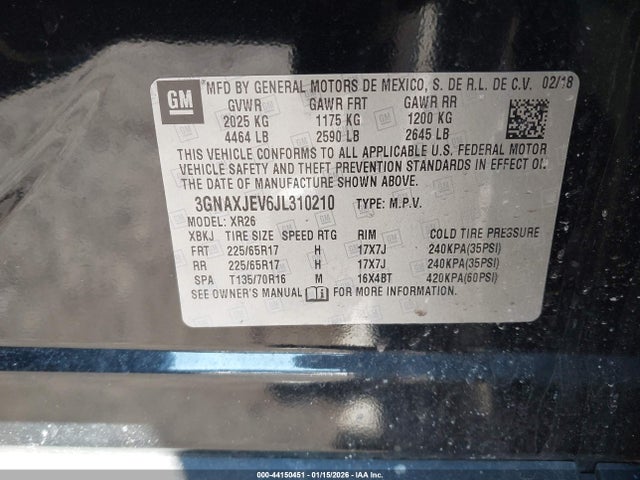 GM
MFD BY GENERAL MOTORS DE MEXICO, S. DE R.L. DE C.V. 02/18
GVWR GAWR FRT GAWR RR
2025 KG 1175 KG 1200 KG
4464 LB 2590 LB 2645 LB
THIS VEHICLE CONFORMS TO ALL APPLICABLE U.S. FEDERAL MOTOR
VEHICLE SAFETY AND THEFT PREVENTION STANDARDS IN EFFECT ON
THE DATE OF MANUFACTURE SHOWN ABOVE.
3GNAXJEV6JL310210 TYPE: M.P.V.
MODEL: XR26
XBKJ TIRE SIZE SPEED RTG RIM COLD TIRE PRESSURE
FRT 225/65R17 H 17X7J 240KPA(35PSI)
RR 225/65R17 H 17X7J 240KPA(35PSI)
SPA T135/70R16 M 16X4BT 420KPA(60PSI)
SEE OWNER'S MANUAL FOR MORE INFORMATION.
000-44150451 - 01/15/2026 - IAA Inc.